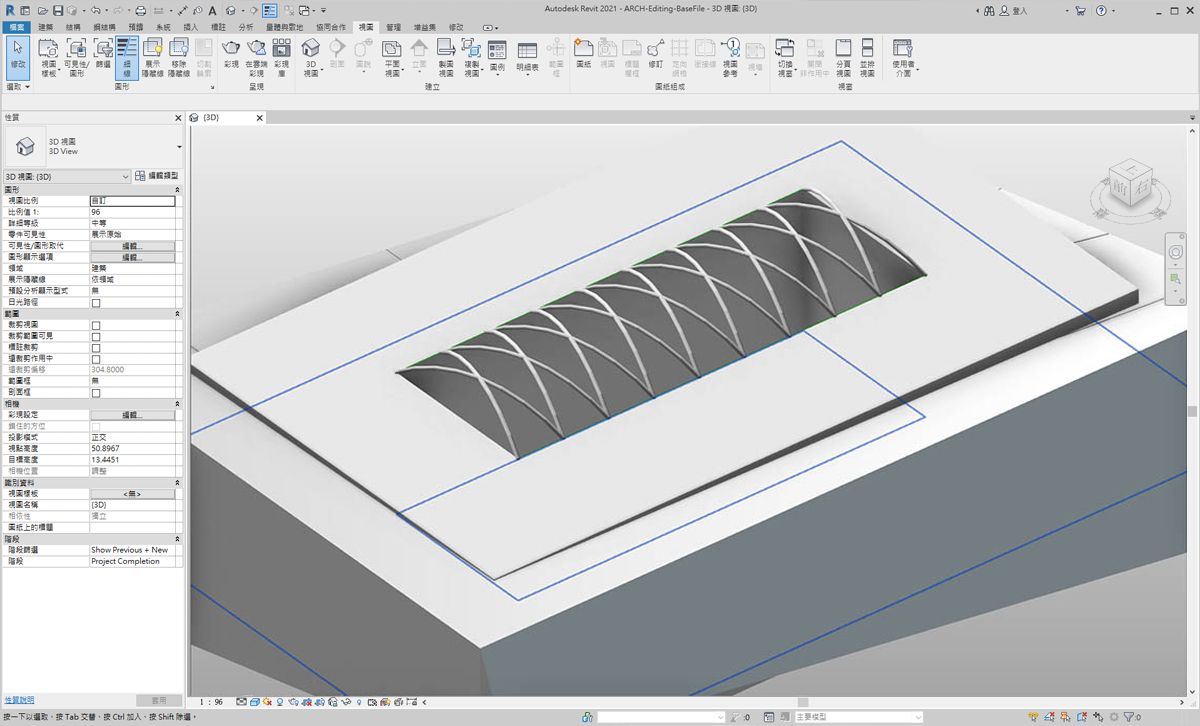 Autodesk Revit 2021 - ARCH-Editing-BaseFile - 3D 視圖: {3D}
登入
檔案 建築 結構 鋼結構 預鑄 系統 插入 標註 分析 量體與敷地 協同合作 視圖 管理 增益集 修改
修改 視圖樣板 可見性/圖形 篩選 細線 展示隱藏線 移除隱藏線 切割輪廓 彩現 在雲端彩現 彩現庫 3D 視圖 剖面 圖說 平面視圖 立面 製圖視圖 複製視圖 圖例 明細表 範圍框 圖紙 視圖 標題欄框 修訂 定向網格 視圖參考 視埠 切換視窗 關閉非作用中 分頁視圖 並排視圖 使用者介面
選取 圖形 呈現 建立 圖紙組成 視窗
性質
{3D}
3D 視圖
3D View
3D 視圖: {3D} 編輯類型
圖形
視圖比例 自訂
比例值 1: 96
詳細等級 中等
零件可見性 展示原始
可見性/圖形取代 編輯...
圖形顯示選項 編輯...
領域 建築
展示隱藏線 依領域
預設分析顯示型式 無
日光路徑
範圍
裁剪視圖
裁剪範圍可見
標註裁剪
遠裁剪作用中
遠裁剪偏移 304.8000
範圍框 無
剖面框
相機
彩現設定 編輯...
鎖住的方位
投影模式 正交
視點高度 50.8967
目標高度 13.4451
相機位置 調整
識別資料
視圖樣板 <無>
視圖名稱 {3D}
相依性 獨立
圖紙上的標題
階段
階段篩選 Show Previous + New
階段 Project Completion
上
前 右
性質說明 套用
1 : 96
按一下以選取，按 Tab 交替，按 Ctrl 加入，按 Shift 除選。
:0 主要模型 :0